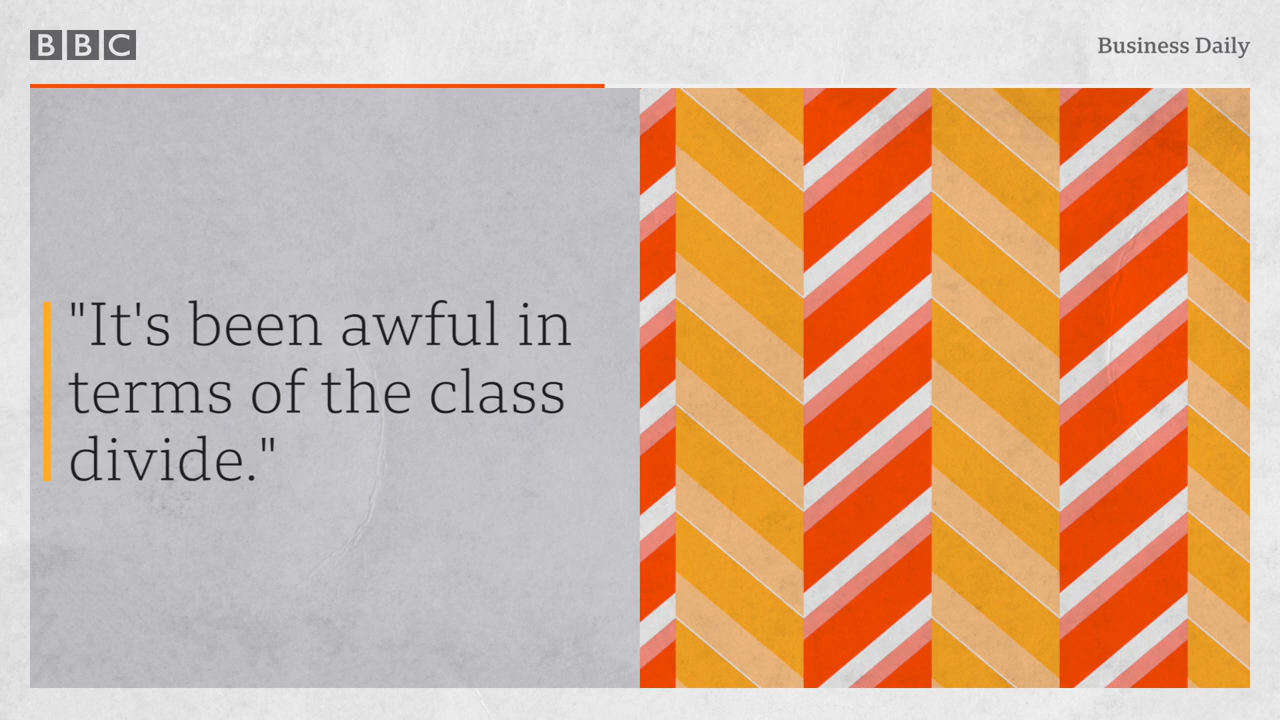 BBC
Business Daily
"It's been awful in
terms of the class
divide."